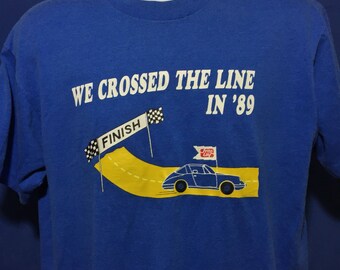 WE CROSSED THE LINE
IN '89
FINISH